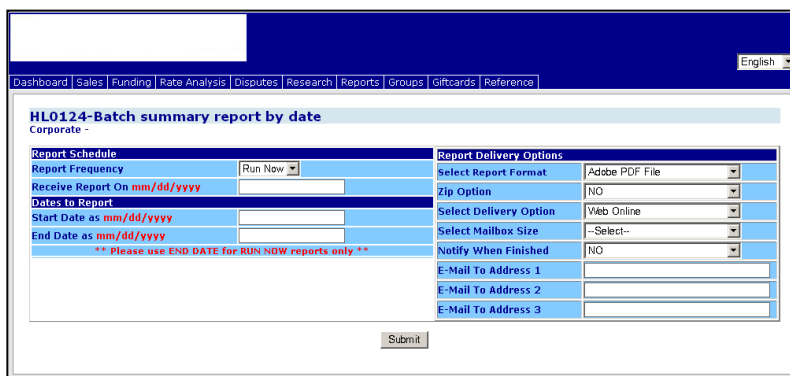 English
Dashboard Sales Funding Rate Analysis Disputes Research Reports Groups Giftcards Reference
HL0124-Batch summary report by date
Corporate -
Report Schedule
Report Frequency Run Now
Receive Report On mm/dd/yyyy
Dates to Report
Start Date as mm/dd/yyyy
End Date as mm/dd/yyyy
** Please use END DATE for RUN NOW reports only **
Report Delivery Options
Select Report Format Adobe PDF File
Zip Option NO
Select Delivery Option Web Online
Select Mailbox Size --Select--
Notify When Finished NO
E-Mail To Address 1
E-Mail To Address 2
E-Mail To Address 3
Submit